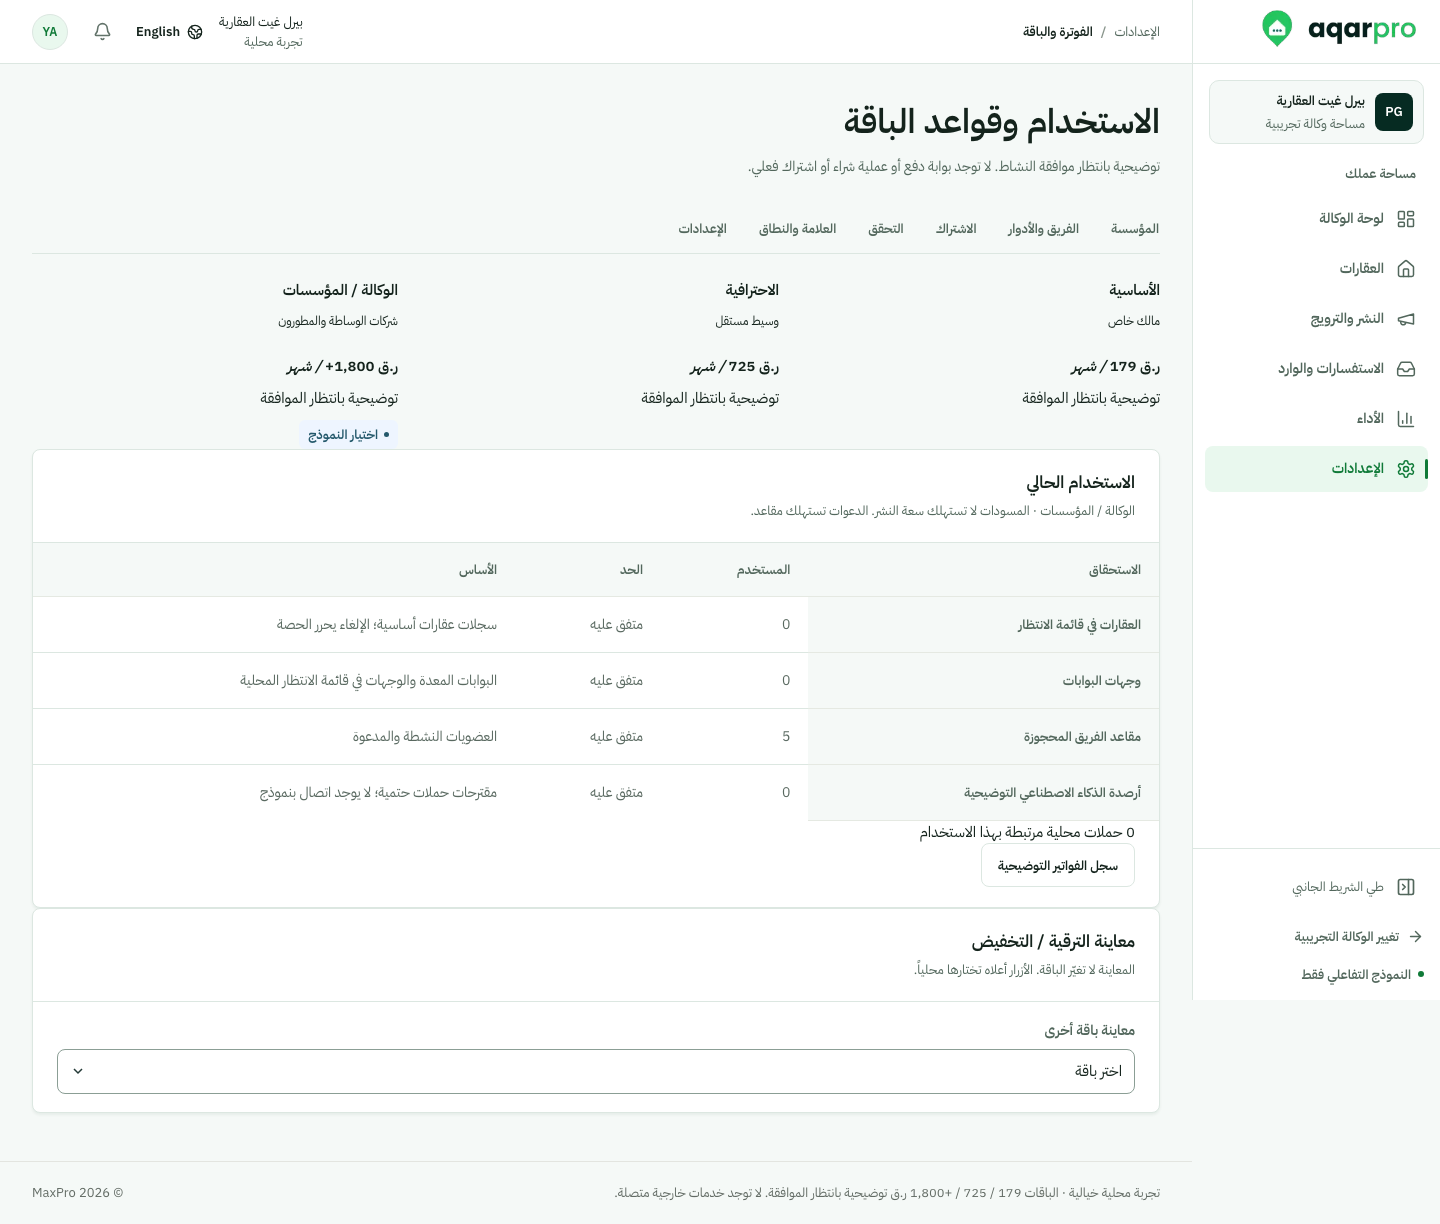 aqarpro
الإعدادات / الفوترة والباقة
بيرل غيت العقارية
تجربة محلية
English
YA
PG
بيرل غيت العقارية
مساحة وكالة تجريبية
مساحة عملك
لوحة الوكالة
العقارات
النشر والترويج
الاستفسارات والوارد
الأداء
الإعدادات
طي الشريط الجانبي
تغيير الوكالة التجريبية
النموذج التفاعلي فقط
الاستخدام وقواعد الباقة
توضيحية بانتظار موافقة النشاط. لا توجد بوابة دفع أو عملية شراء أو اشتراك فعلي.
المؤسسة الفريق والأدوار الاشتراك التحقق العلامة والنطاق الإعدادات
الأساسية
مالك خاص
ر.ق 179 / شهر
توضيحية بانتظار الموافقة
الاحترافية
وسيط مستقل
ر.ق 725 / شهر
توضيحية بانتظار الموافقة
الوكالة / المؤسسات
شركات الوساطة والمطورون
ر.ق 1,800+ / شهر
توضيحية بانتظار الموافقة
اختيار النموذج
الاستخدام الحالي
الوكالة / المؤسسات · المسودات لا تستهلك سعة النشر. الدعوات تستهلك مقاعد.
الاستحقاق المستخدم الحد الأساس
العقارات في قائمة الانتظار 0 متفق عليه سجلات عقارات أساسية؛ الإلغاء يحرر الحصة
وجهات البوابات 0 متفق عليه البوابات المعدة والوجهات في قائمة الانتظار المحلية
مقاعد الفريق المحجوزة 5 متفق عليه العضويات النشطة والمدعوة
أرصدة الذكاء الاصطناعي التوضيحية 0 متفق عليه مقترحات حملات حتمية؛ لا يوجد اتصال بنموذج
0 حملات محلية مرتبطة بهذا الاستخدام
سجل الفواتير التوضيحية
معاينة الترقية / التخفيض
المعاينة لا تغيّر الباقة. الأزرار أعلاه تختارها محلياً.
معاينة باقة أخرى
اختر باقة
تجربة محلية خيالية · الباقات 179 / 725 / 1,800+ ر.ق توضيحية بانتظار الموافقة. لا توجد خدمات خارجية متصلة.
© 2026 MaxPro